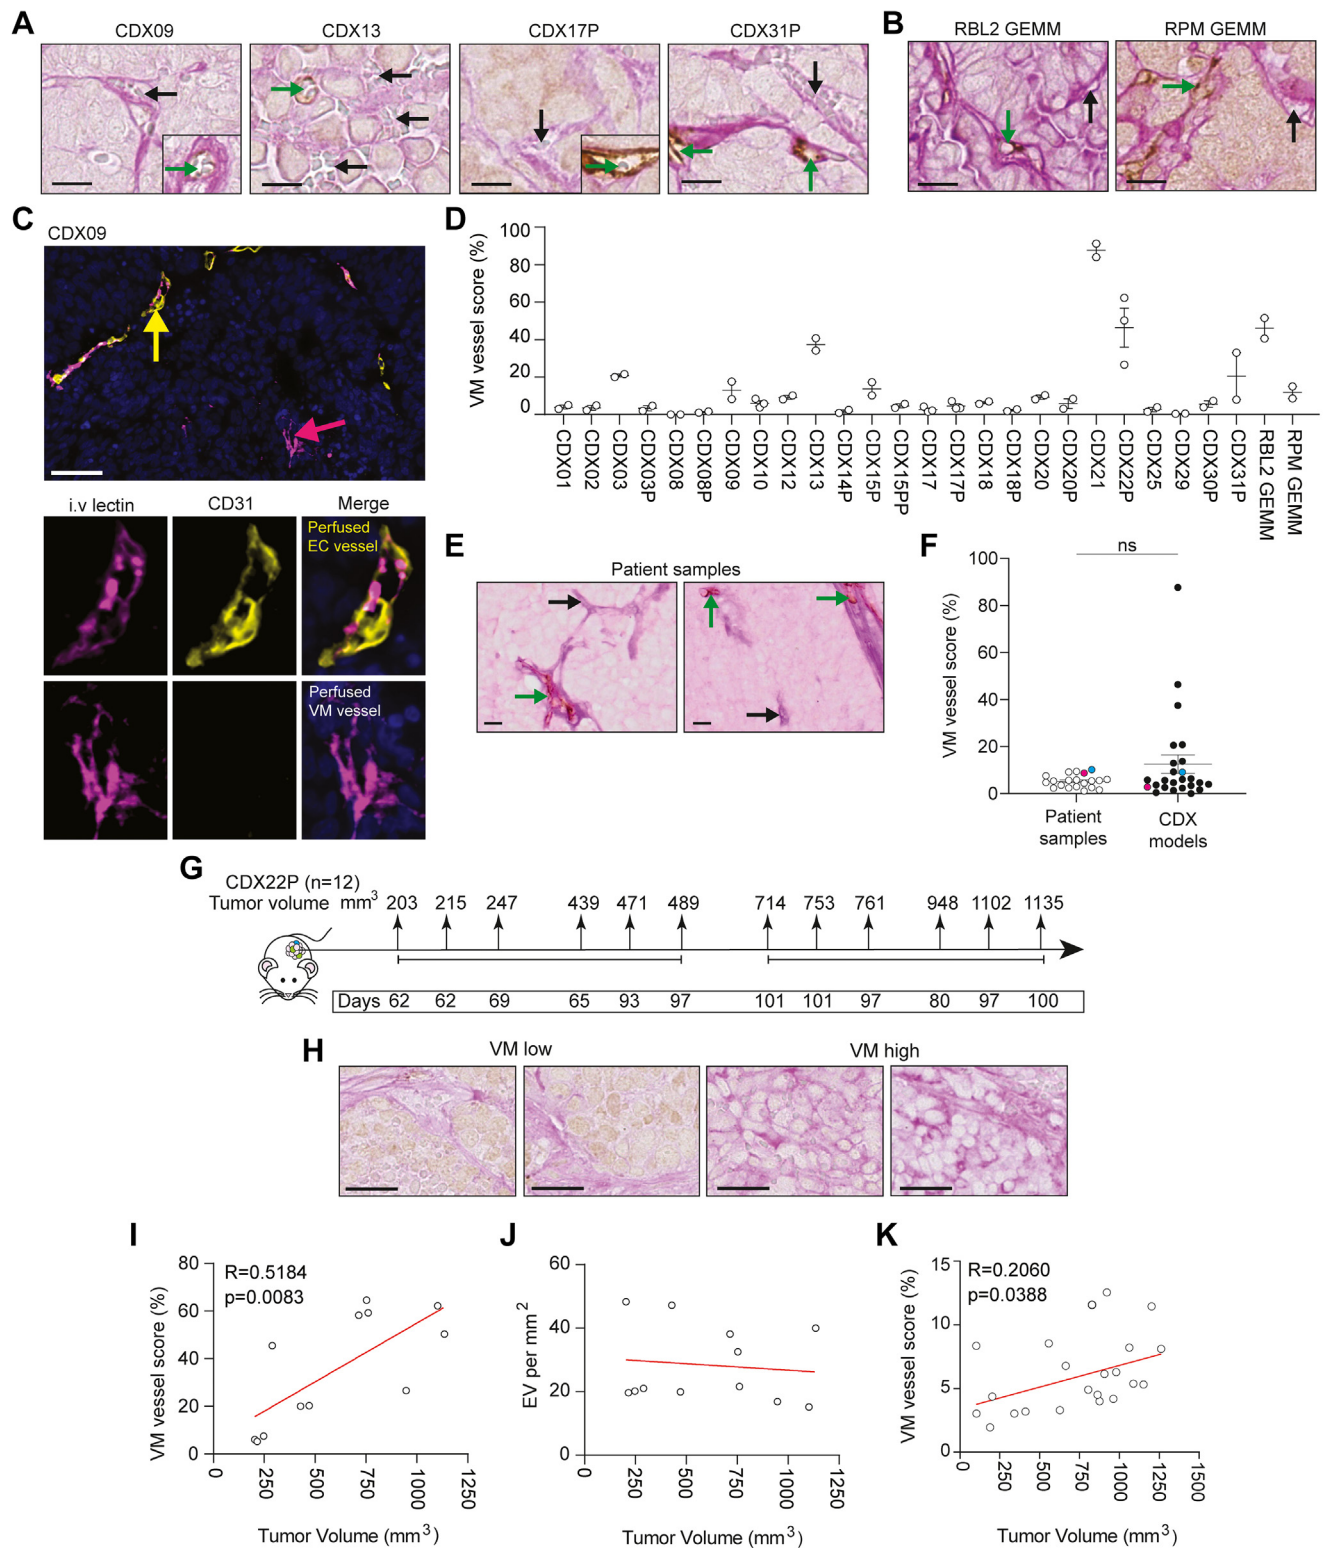 A
CDX09
CDX13
CDX17P
CDX31P
B
RBL2 GEMM
RPM GEMM
C
CDX09
i.v lectin
CD31
Merge
Perfused
EC vessel
Perfused
VM vessel
D
VM vessel score (%)
100
80
60
40
20
0
CDX01
CDX02
CDX03
CDX03P
CDX08
CDX08P
CDX09
CDX10
CDX12
CDX13
CDX14P
CDX15P
CDX15PP
CDX17
CDX17P
CDX18
CDX18P
CDX20
CDX20P
CDX21
CDX22P
CDX25
CDX29
CDX30P
CDX31P
RBL2 GEMM
RPM GEMM
E
Patient samples
F
VM vessel score (%)
100
80
60
40
20
0
ns
Patient
samples
CDX
models
G
CDX22P (n=12)
Tumor volume mm³ 203 215 247 439 471 489 714 753 761 948 1102 1135
Days 62 62 69 65 93 97 101 101 97 80 97 100
H
VM low
VM high
I
VM vessel score (%)
80
60
40
20
0
R=0.5184
p=0.0083
0 250 500 750 1000 1250
Tumor Volume (mm³)
J
EV per mm²
60
40
20
0
0 250 500 750 1000 1250
Tumor Volume (mm³)
K
VM vessel score (%)
15
10
5
0
R=0.2060
p=0.0388
0 250 500 750 1000 1250 1500
Tumor Volume (mm³)